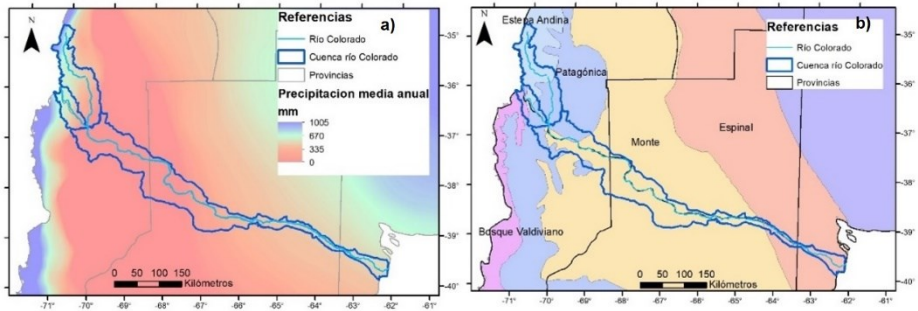 a)
N
Referencias
Río Colorado
Cuenca río Colorado
Provincias
Precipitacion media anual
mm
1005
670
335
0
-35°
-36°
-37°
-38°
-39°
-40°
0 50 100 150
Kilómetros
-71° -70° -69° -68° -67° -66° -65° -64° -63° -62° -61°
b)
N
Estepa Andina
Referencias
Río Colorado
Cuenca río Colorado
Provincias
Patagónica
Monte
Espinal
Bosque Valdiviano
-35°
-36°
-37°
-38°
-39°
-40°
0 50 100 150
Kilómetros
-71° -70° -69° -68° -67° -66° -65° -64° -63° -62° -61°